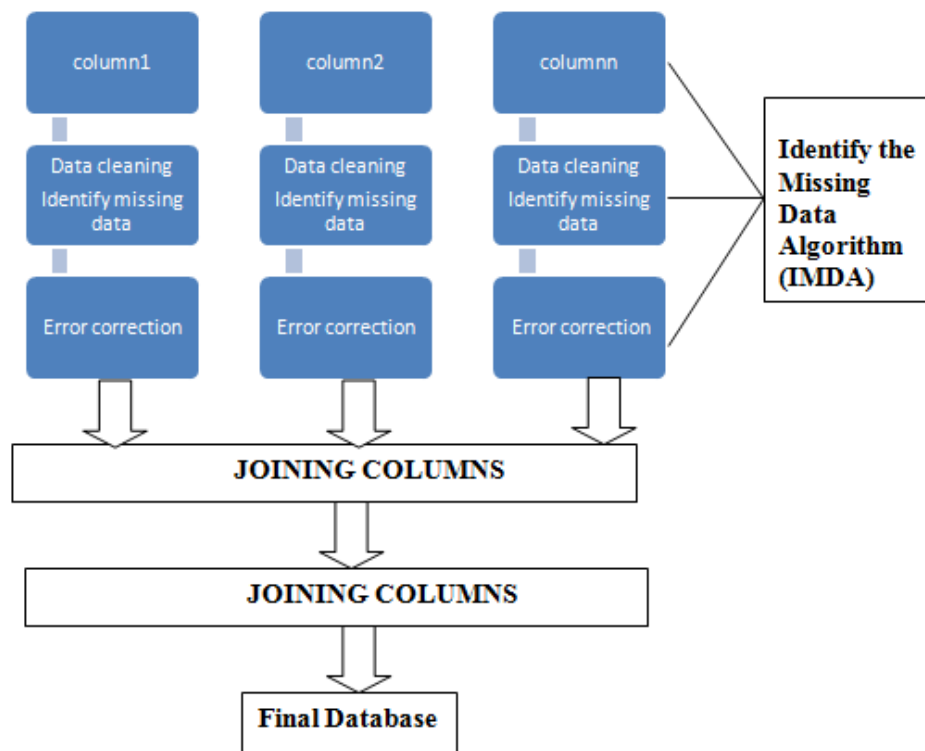 column1
column2
columnn
Data cleaning
Identify missing
data
Data cleaning
Identify missing
data
Data cleaning
Identify missing
data
Identify the
Missing
Data
Algorithm
(IMDA)
Error correction
Error correction
Error correction
JOINING COLUMNS
JOINING COLUMNS
Final Database